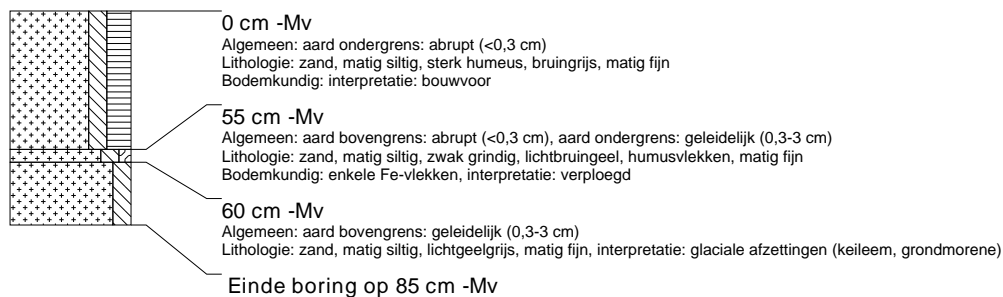 0 cm -Mv
Algemeen: aard ondergrens: abrupt (<0,3 cm)
Lithologie: zand, matig siltig, sterk humeus, bruingrijs, matig fijn
Bodemkundig: interpretatie: bouwvoor
55 cm -Mv
Algemeen: aard bovengrens: abrupt (<0,3 cm), aard ondergrens: geleidelijk (0,3-3 cm)
Lithologie: zand, matig siltig, zwak grindig, lichtbruingeel, humusvlekken, matig fijn
Bodemkundig: enkele Fe-vlekken, interpretatie: verploegd
60 cm -Mv
Algemeen: aard bovengrens: geleidelijk (0,3-3 cm)
Lithologie: zand, matig siltig, lichtgeelgrijs, matig fijn, interpretatie: glaciale afzettingen (keileem, grondmorene)
Einde boring op 85 cm -Mv